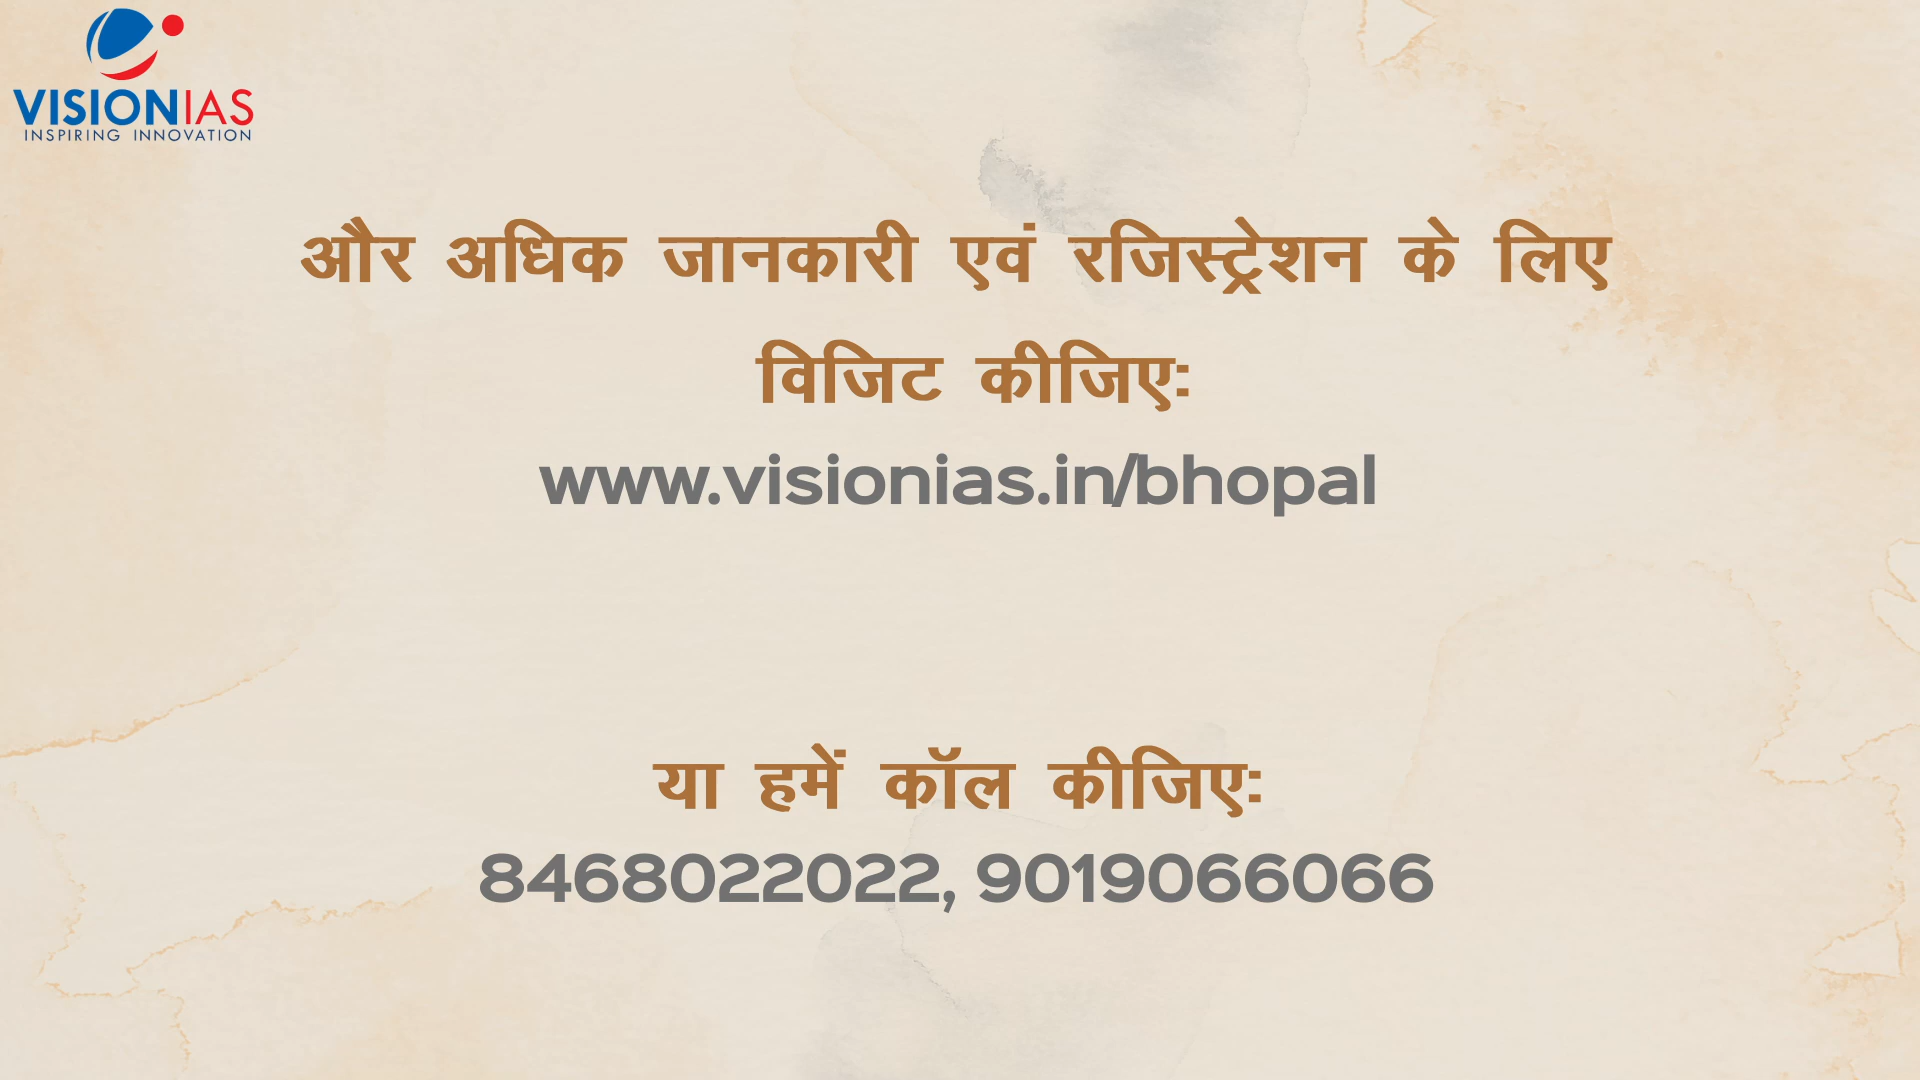 VISIONIAS
INSPIRING INNOVATION
और अधिक जानकारी एवं रजिस्ट्रेशन के लिए
विजिट कीजिए:
www.visionias.in/bhopal
या हमें कॉल कीजिए:
8468022022, 9019066066